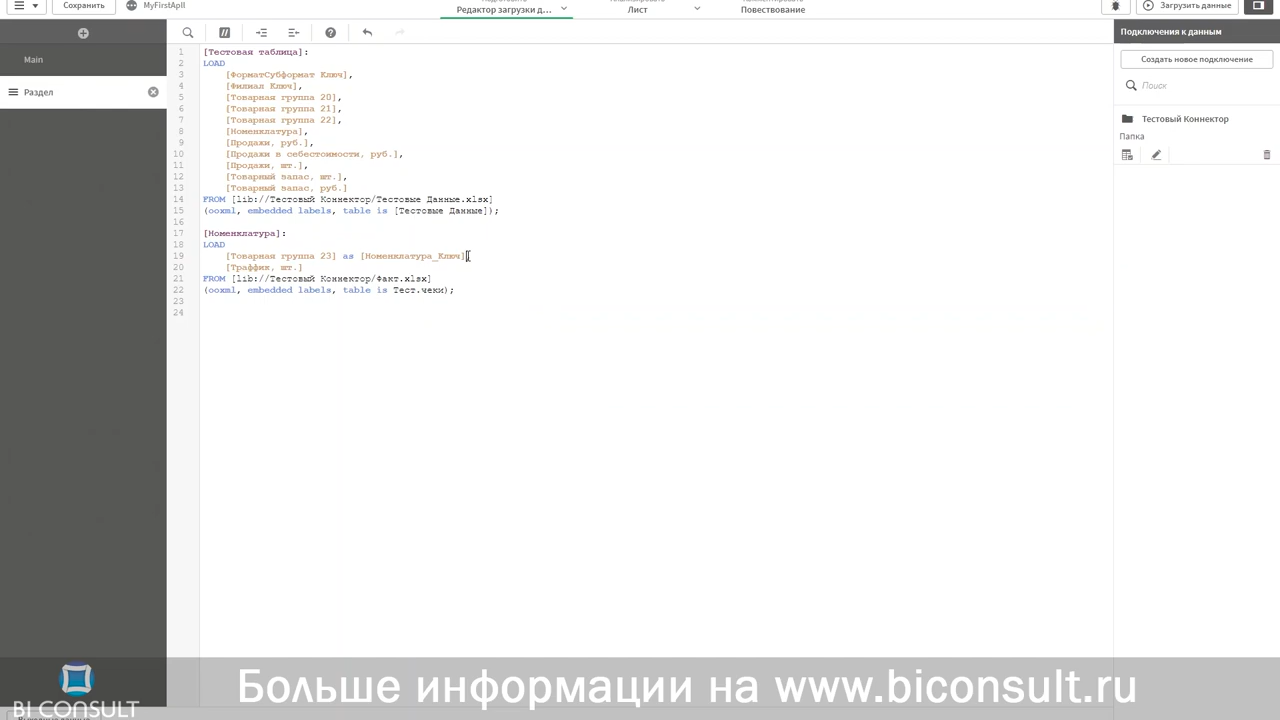 Сохранить
MyFirstApll
Редактор загрузки д...
Лист
Повествование
Загрузить данные
Подключения к данным
Main
Раздел
Создать новое подключение
Поиск
Тестовый Коннектор
Папка
1 [Тестовая таблица]:
2 LOAD
3 [ФорматСубформат Ключ],
4 [Филиал Ключ],
5 [Товарная группа 20],
6 [Товарная группа 21],
7 [Товарная группа 22],
8 [Номенклатура],
9 [Продажи, руб.],
10 [Продажи в себестоимости, руб.],
11 [Продажи, шт.],
12 [Товарный запас, шт.],
13 [Товарный запас, руб.]
14 FROM [lib://Тестовый Коннектор/Тестовые Данные.xlsx]
15 (ooxml, embedded labels, table is [Тестовые Данные]);
16
17 [Номенклатура]:
18 LOAD
19 [Товарная группа 23] as [Номенклатура_Ключ]
20 [Траффик, шт.]
21 FROM [lib://Тестовый Коннектор/Факт.xlsx]
22 (ooxml, embedded labels, table is Тест.чеки);
23
24
BI CONSULT
Больше информации на www.biconsult.ru